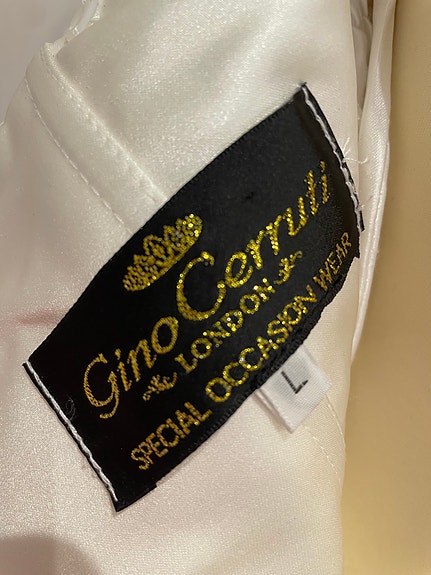 Gino Cerruti
LONDON
SPECIAL OCCASION WEAR
L